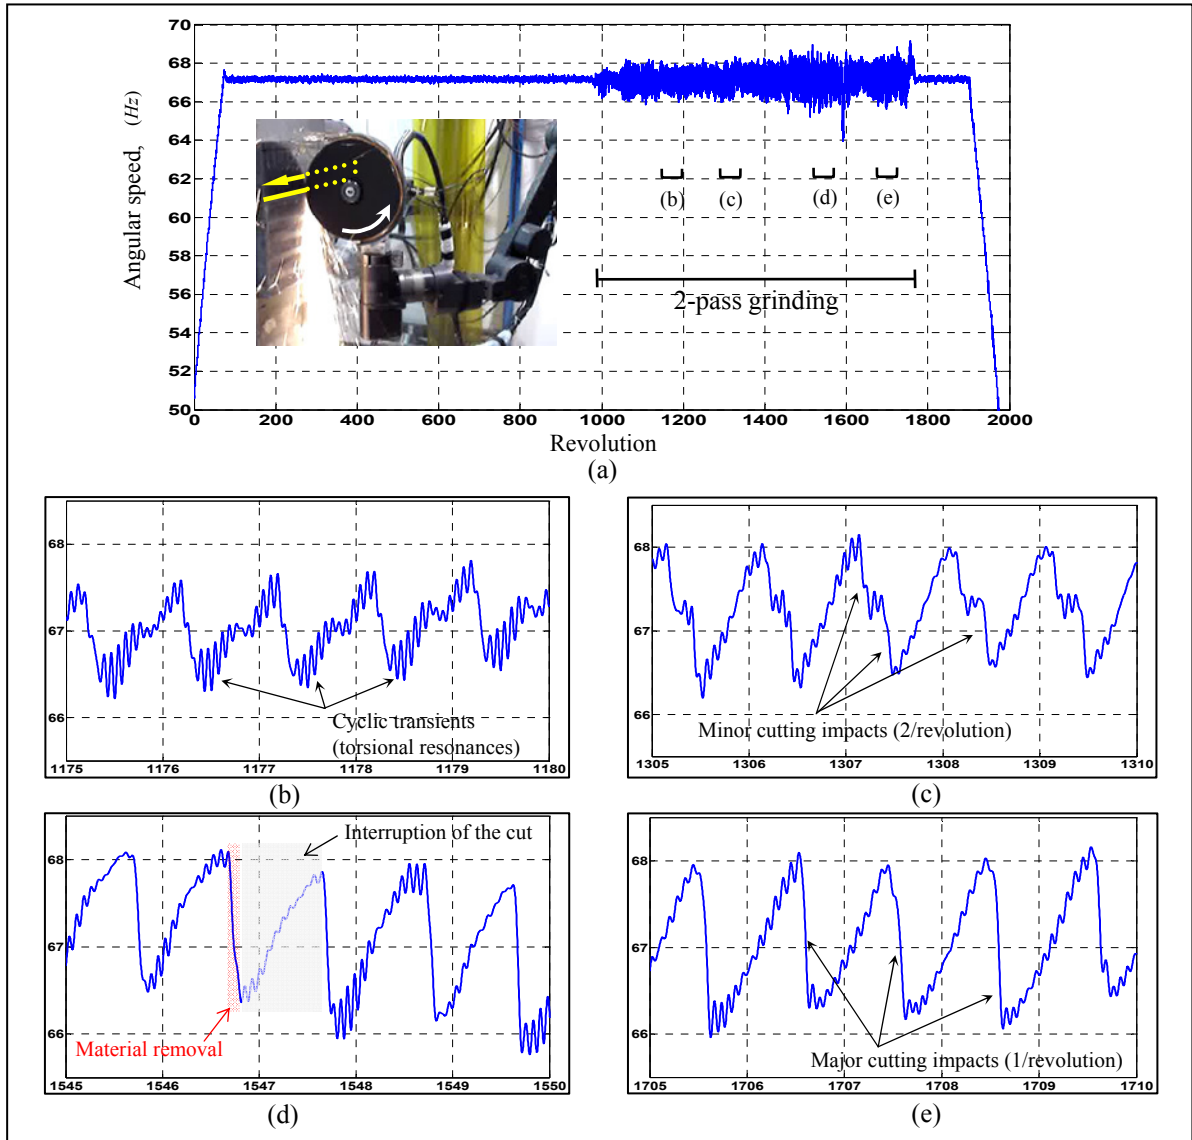 70
68
66
64
62
60
58
56
54
52
50
Angular speed, (Hz)
(b) (c) (d) (e)
2-pass grinding
0 200 400 600 800 1000 1200 1400 1600 1800 2000
Revolution
(a)
68
67
66
Cyclic transients
(torsional resonances)
1175 1176 1177 1178 1179 1180
(b)
68
67
66
Minor cutting impacts (2/revolution)
1305 1306 1307 1308 1309 1310
(c)
Interruption of the cut
68
67
66
Material removal
1545 1546 1547 1548 1549 1550
(d)
68
67
66
Major cutting impacts (1/revolution)
1705 1706 1707 1708 1709 1710
(e)